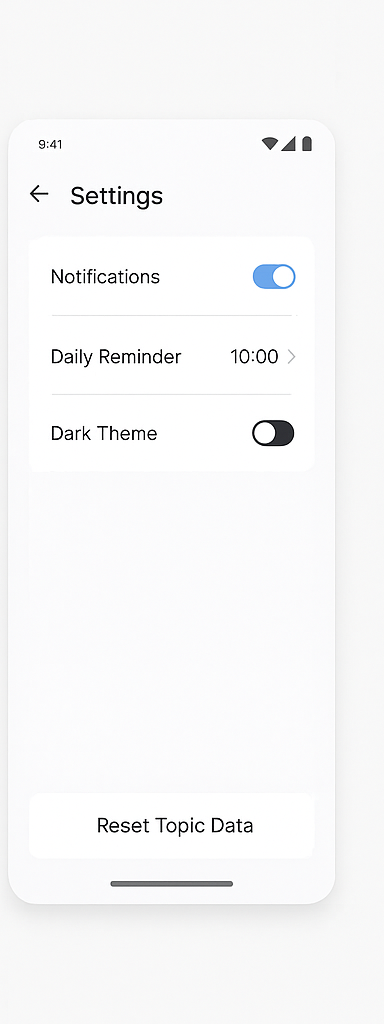 9:41
Settings
Notifications
Daily Reminder 10:00
Dark Theme
Reset Topic Data